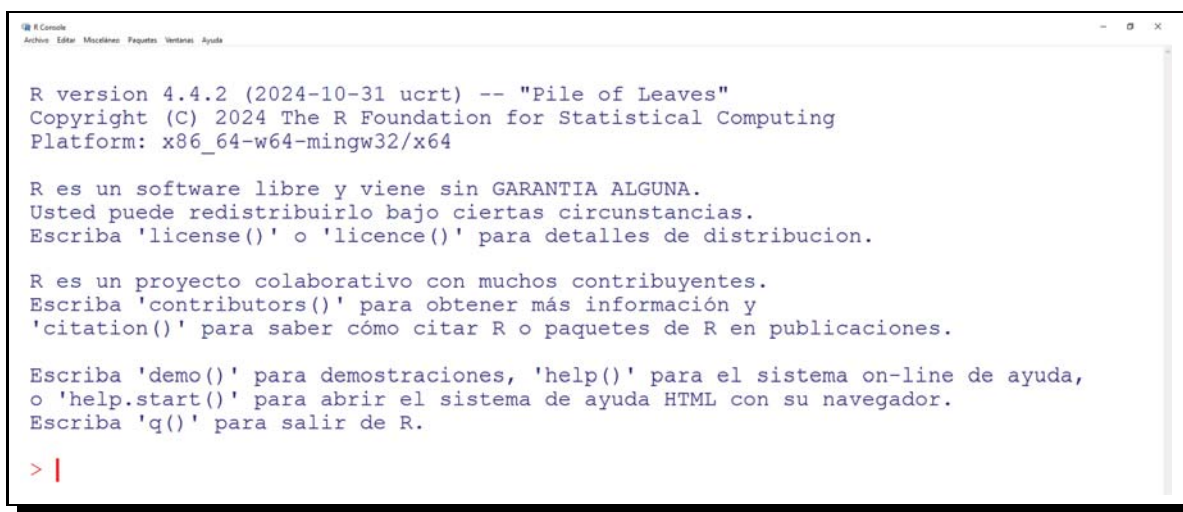 R Console
Archivo Editar Misceláneo Paquetes Ventanas Ayuda
R version 4.4.2 (2024-10-31 ucrt) -- "Pile of Leaves"
Copyright (C) 2024 The R Foundation for Statistical Computing
Platform: x86_64-w64-mingw32/x64
R es un software libre y viene sin GARANTIA ALGUNA.
Usted puede redistribuirlo bajo ciertas circunstancias.
Escriba 'license()' o 'licence()' para detalles de distribucion.
R es un proyecto colaborativo con muchos contribuyentes.
Escriba 'contributors()' para obtener más información y
'citation()' para saber cómo citar R o paquetes de R en publicaciones.
Escriba 'demo()' para demostraciones, 'help()' para el sistema on-line de ayuda,
o 'help.start()' para abrir el sistema de ayuda HTML con su navegador.
Escriba 'q()' para salir de R.
>